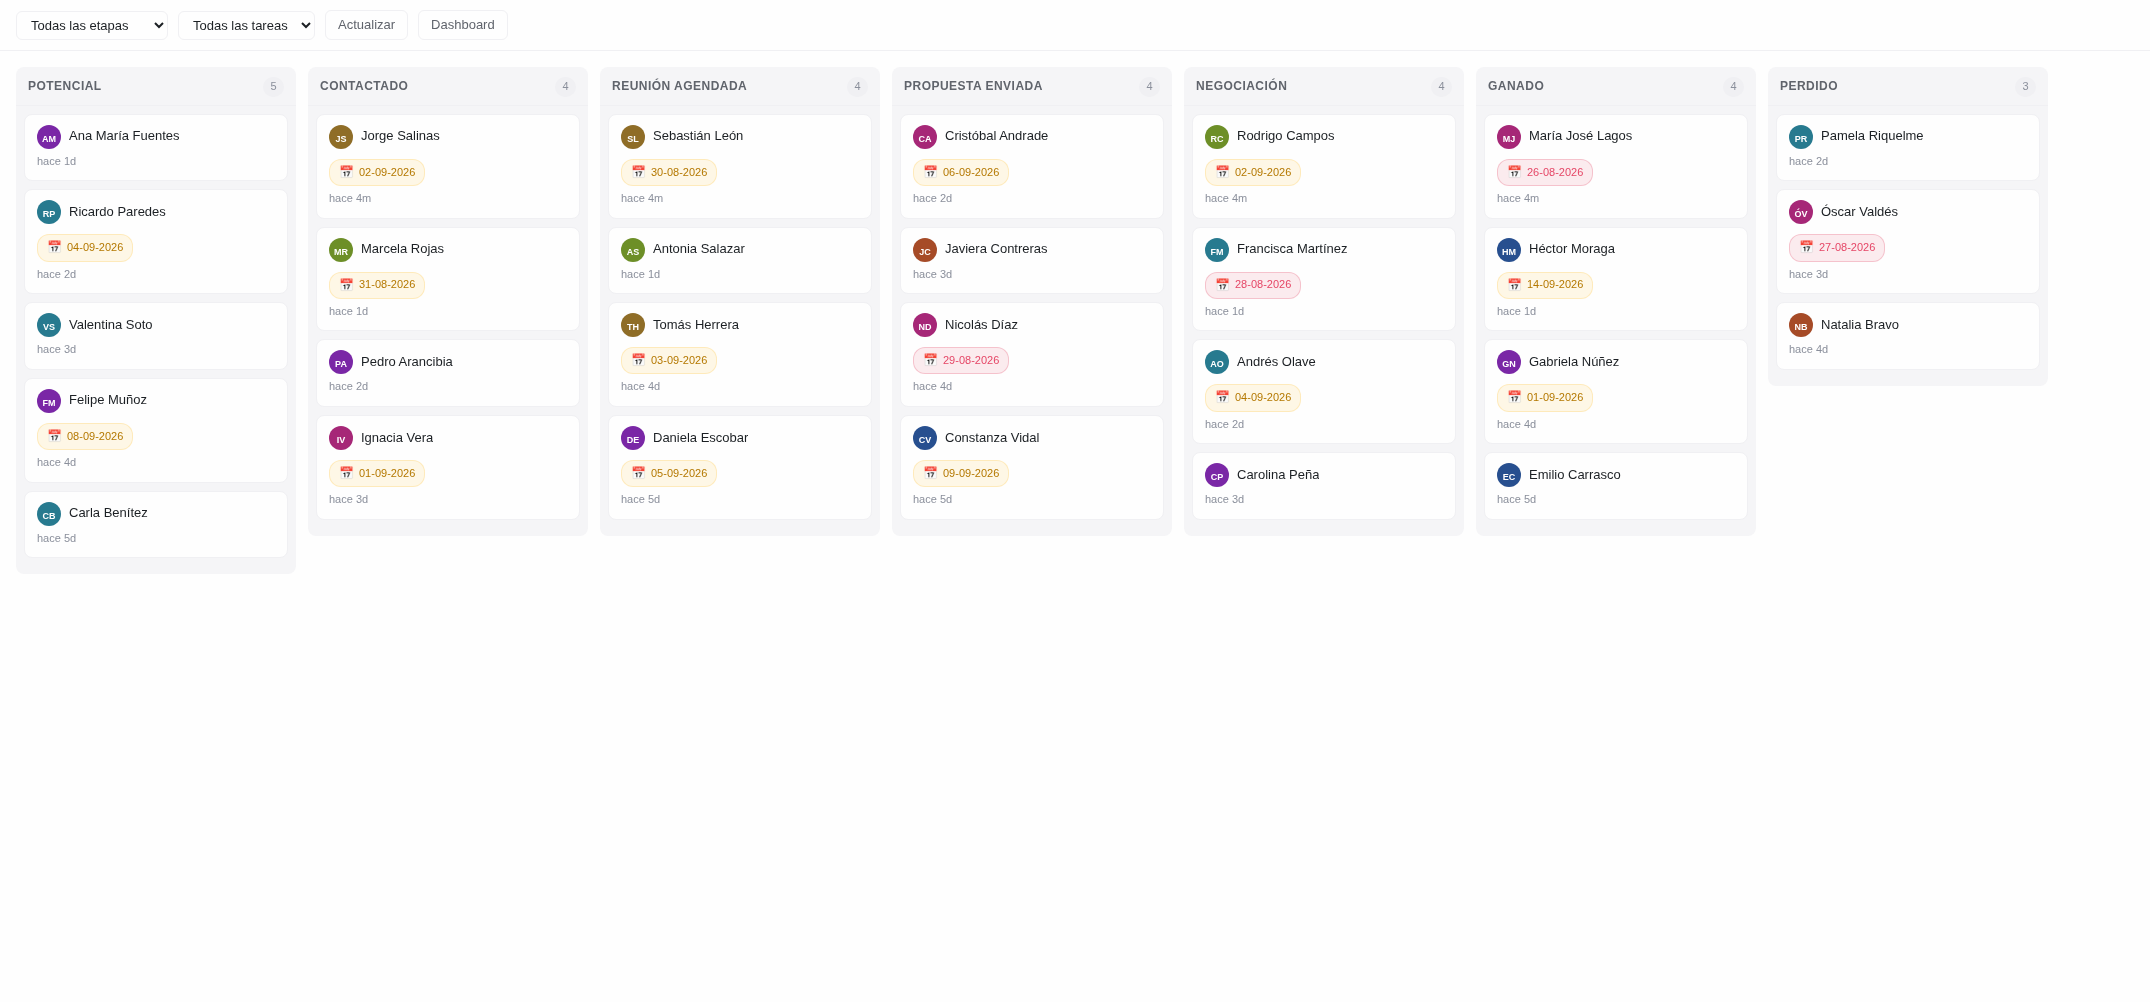 Todas las etapas
Todas las tareas
Actualizar
Dashboard
POTENCIAL 5
AM Ana María Fuentes
hace 1d
RP Ricardo Paredes
04-09-2026
hace 2d
VS Valentina Soto
hace 3d
FM Felipe Muñoz
08-09-2026
hace 4d
CB Carla Benítez
hace 5d
CONTACTADO 4
JS Jorge Salinas
02-09-2026
hace 4m
MR Marcela Rojas
31-08-2026
hace 1d
PA Pedro Arancibia
hace 2d
IV Ignacia Vera
01-09-2026
hace 3d
REUNIÓN AGENDADA 4
SL Sebastián León
30-08-2026
hace 4m
AS Antonia Salazar
hace 1d
TH Tomás Herrera
03-09-2026
hace 4d
DE Daniela Escobar
05-09-2026
hace 5d
PROPUESTA ENVIADA 4
CA Cristóbal Andrade
06-09-2026
hace 2d
JC Javiera Contreras
hace 3d
ND Nicolás Díaz
29-08-2026
hace 4d
CV Constanza Vidal
09-09-2026
hace 5d
NEGOCIACIÓN 4
RC Rodrigo Campos
02-09-2026
hace 4m
FM Francisca Martínez
28-08-2026
hace 1d
AO Andrés Olave
04-09-2026
hace 2d
CP Carolina Peña
hace 3d
GANADO 4
MJ María José Lagos
26-08-2026
hace 4m
HM Héctor Moraga
14-09-2026
hace 1d
GN Gabriela Núñez
01-09-2026
hace 4d
EC Emilio Carrasco
hace 5d
PERDIDO 3
PR Pamela Riquelme
hace 2d
ÓV Óscar Valdés
27-08-2026
hace 3d
NB Natalia Bravo
hace 4d